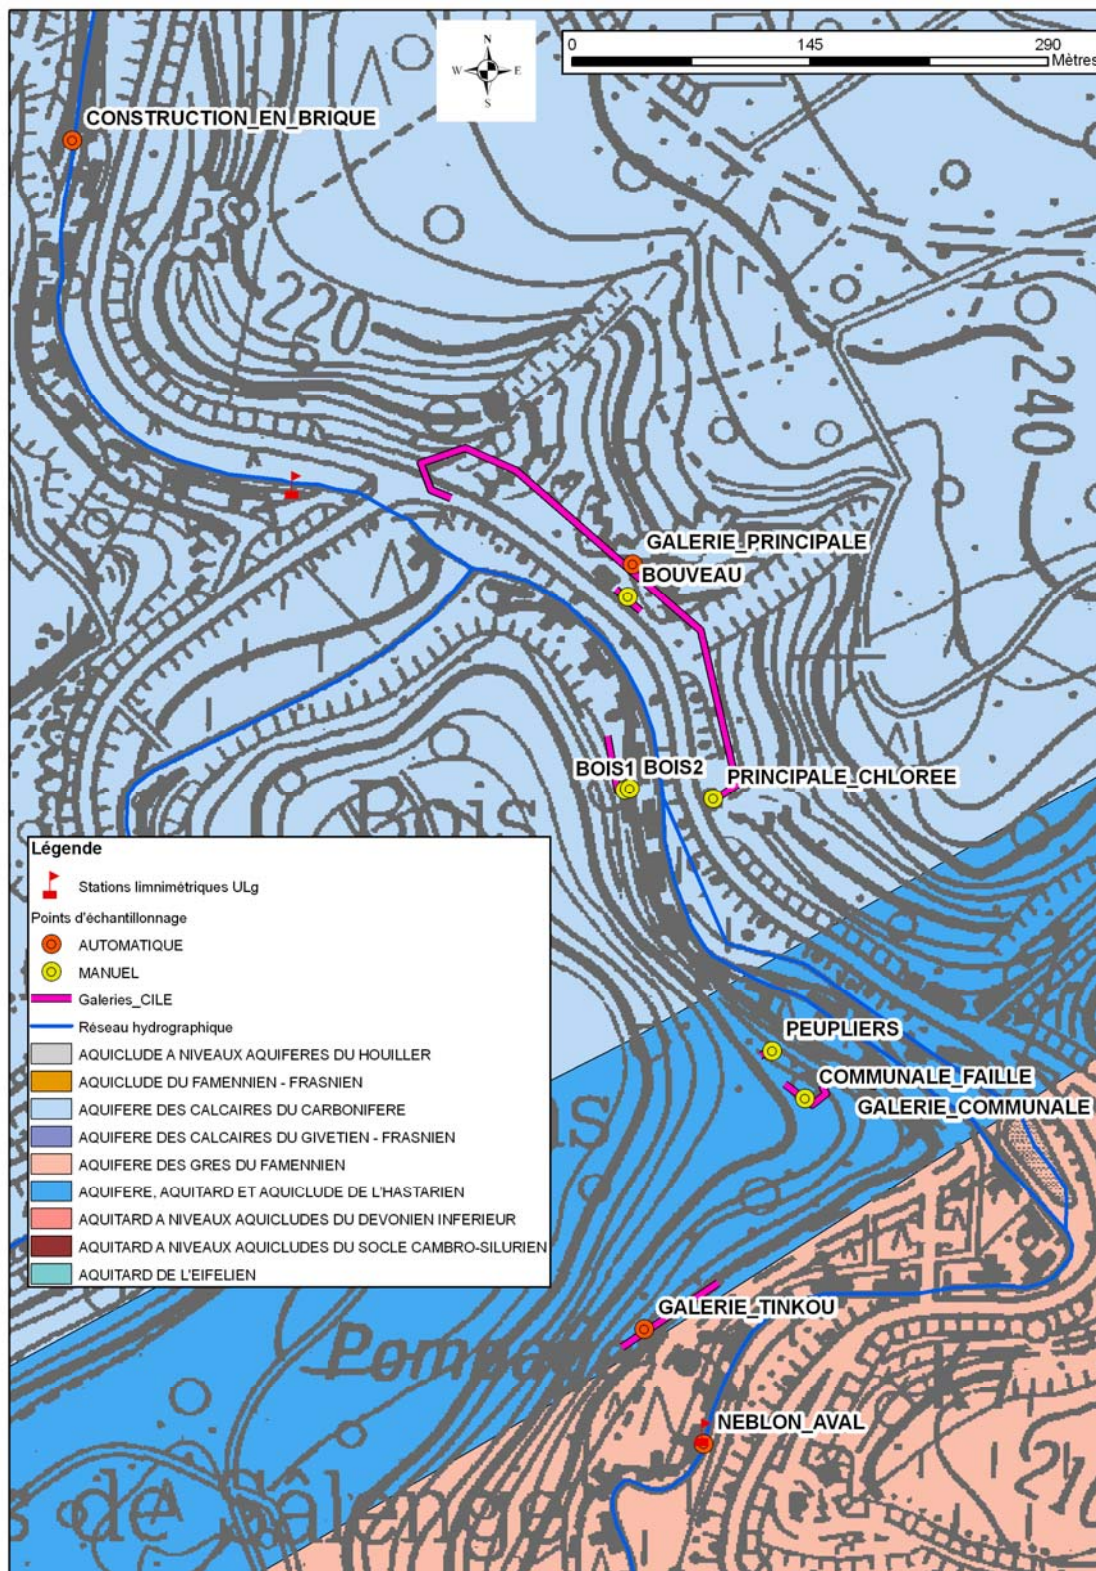 N
W E
S
0 145 290
Mètres
CONSTRUCTION_EN_BRIQUE
220
240
GALERIE_PRINCIPALE
BOUVEAU
BOIS1 BOIS2 PRINCIPALE_CHLOREE
Bois
Légende
Stations limnimétriques ULg
Points d'échantillonnage
AUTOMATIQUE
MANUEL
Galeries_CILE
Réseau hydrographique
AQUICLUDE A NIVEAUX AQUIFERES DU HOUILLER
AQUICLUDE DU FAMENNIEN - FRASNIEN
AQUIFERE DES CALCAIRES DU CARBONIFERE
AQUIFERE DES CALCAIRES DU GIVETIEN - FRASNIEN
AQUIFERE DES GRES DU FAMENNIEN
AQUIFERE, AQUITARD ET AQUICLUDE DE L'HASTARIEN
AQUITARD A NIVEAUX AQUICLUDES DU DEVONIEN INFERIEUR
AQUITARD A NIVEAUX AQUICLUDES DU SOCLE CAMBRO-SILURIEN
AQUITARD DE L'EIFELIEN
PEUPLIERS
COMMUNALE_FAILLE
GALERIE_COMMUNALE
GALERIE_TINKOU
NEBLON_AVAL
s de